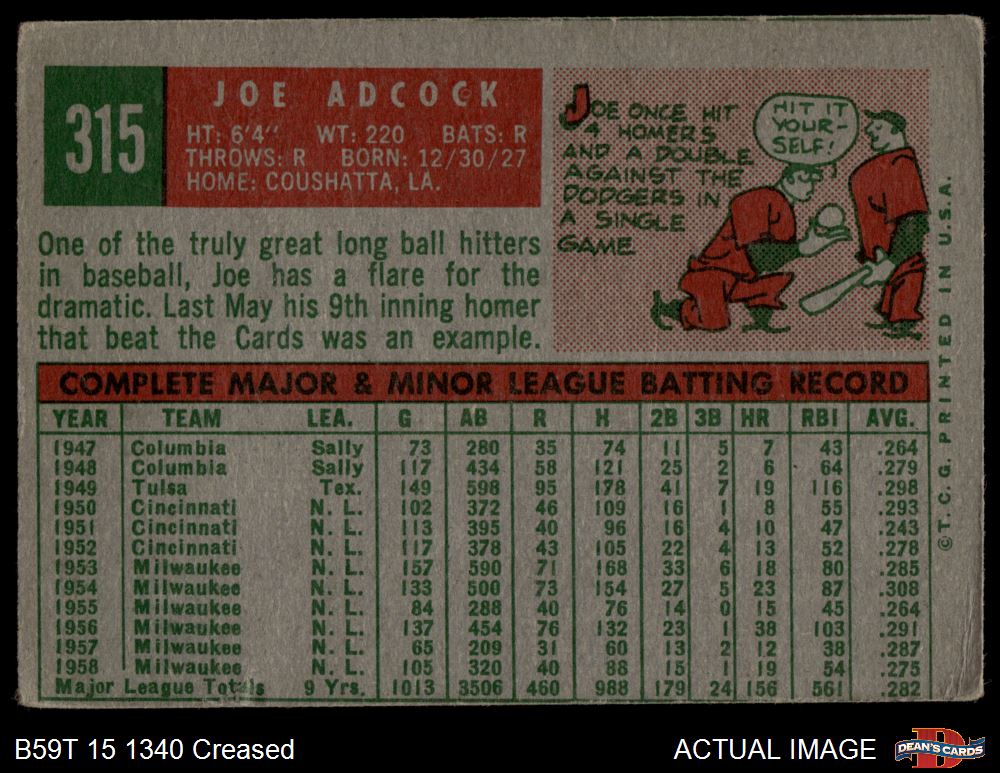 315
JOE ADCOCK
HT: 6'4" WT: 220 BATS: R
THROWS: R BORN: 12/30/27
HOME: COUSHATTA, LA.
JOE ONCE HIT
4 HOMERS
AND A DOUBLE
AGAINST THE
DODGERS IN
A SINGLE
GAME
HIT IT
YOUR-
SELF!
One of the truly great long ball hitters
in baseball, Joe has a flare for the
dramatic. Last May his 9th inning homer
that beat the Cards was an example.
COMPLETE MAJOR & MINOR LEAGUE BATTING RECORD
YEAR TEAM LEA. G AB R H 2B 3B HR RBI AVG.
1947 Columbia Sally 73 280 35 74 11 5 7 43 .264
1948 Columbia Sally 117 434 58 121 25 2 6 64 .279
1949 Tulsa Tex. 149 598 95 178 41 7 19 116 .298
1950 Cincinnati N. L. 102 372 46 109 16 1 8 55 .293
1951 Cincinnati N. L. 113 395 40 96 16 4 10 47 .243
1952 Cincinnati N. L. 117 378 43 105 22 4 13 52 .278
1953 Milwaukee N. L. 157 590 71 168 33 6 18 80 .285
1954 Milwaukee N. L. 133 500 73 154 27 5 23 87 .308
1955 Milwaukee N. L. 84 288 40 76 14 0 15 45 .264
1956 Milwaukee N. L. 137 454 76 132 23 1 38 103 .291
1957 Milwaukee N. L. 65 209 31 60 13 2 12 38 .287
1958 Milwaukee N. L. 105 320 40 88 15 1 19 54 .275
Major League Totals 9 Yrs. 1013 3506 460 988 179 24 156 561 .282
© T. C. G. PRINTED IN U.S.A.
B59T 15 1340 Creased
ACTUAL IMAGE
DEAN'S CARDS